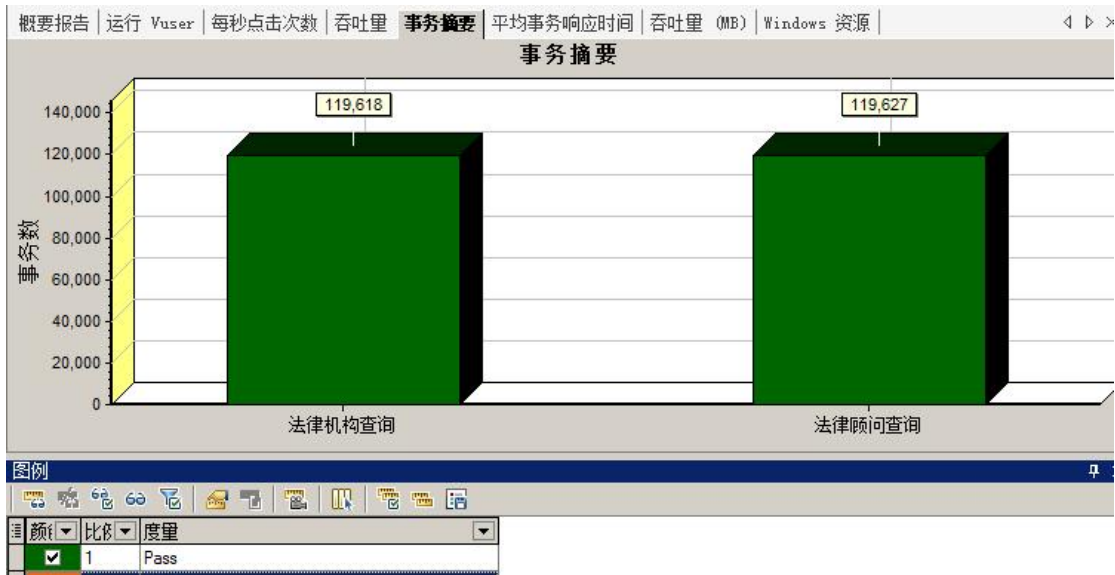 概要报告 运行 Vuser 每秒点击次数 吞吐量 事务摘要 平均事务响应时间 吞吐量 (MB) Windows 资源
事务摘要
119,618 119,627
140,000
120,000
100,000
80,000
60,000
40,000
20,000
0
事务数
法律机构查询 法律顾问查询
图例
度量
1 Pass